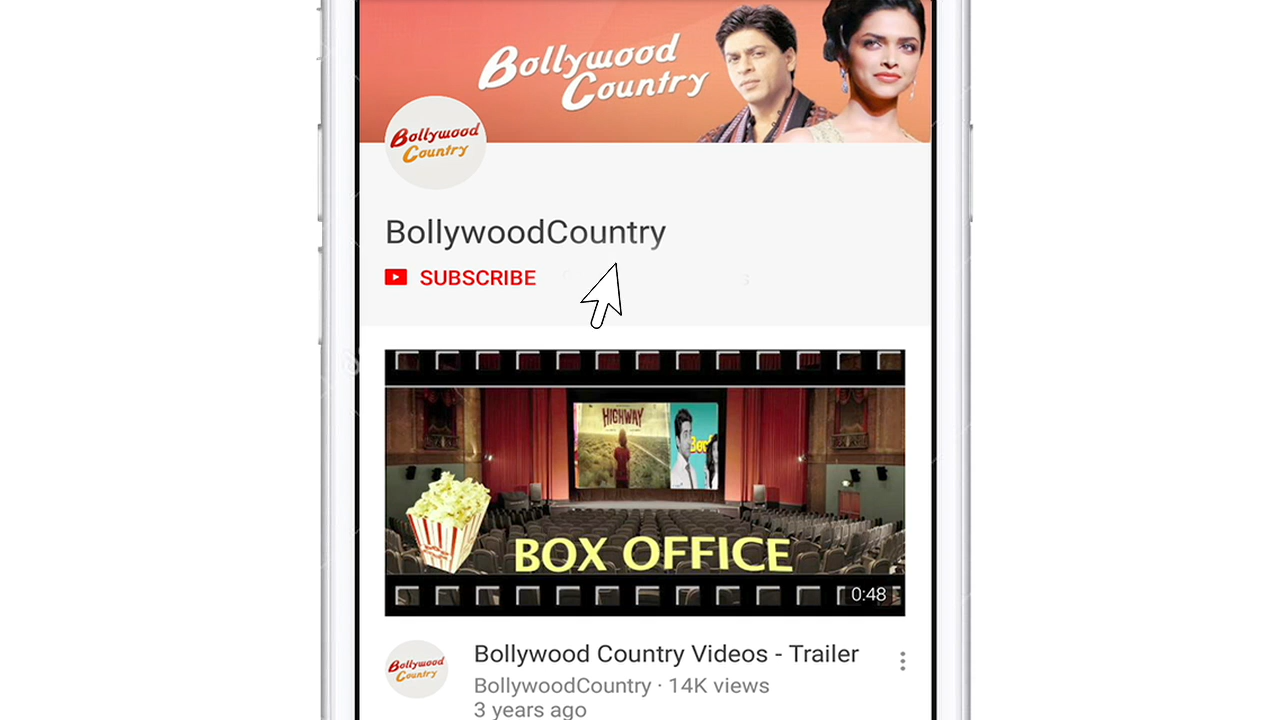 Bollywood
Country
Bollywood
Country
BollywoodCountry
SUBSCRIBE
HIGHWAY
BOX OFFICE
0:48
Bollywood Country Videos - Trailer
Bollywood
Country
BollywoodCountry · 14K views
3 years ago